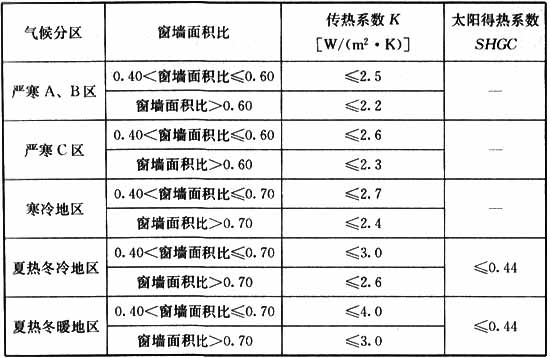 气候分区 窗墙面积比 传热系数 K [W/(m²·K)] 太阳得热系数 SHGC
严寒 A、B 区 0.40<窗墙面积比≤0.60 ≤2.5 —
窗墙面积比>0.60 ≤2.2
严寒 C 区 0.40<窗墙面积比≤0.60 ≤2.6 —
窗墙面积比>0.60 ≤2.3
寒冷地区 0.40<窗墙面积比≤0.70 ≤2.7 —
窗墙面积比>0.70 ≤2.4
夏热冬冷地区 0.40<窗墙面积比≤0.70 ≤3.0 ≤0.44
窗墙面积比>0.70 ≤2.6
夏热冬暖地区 0.40<窗墙面积比≤0.70 ≤4.0 ≤0.44
窗墙面积比>0.70 ≤3.0